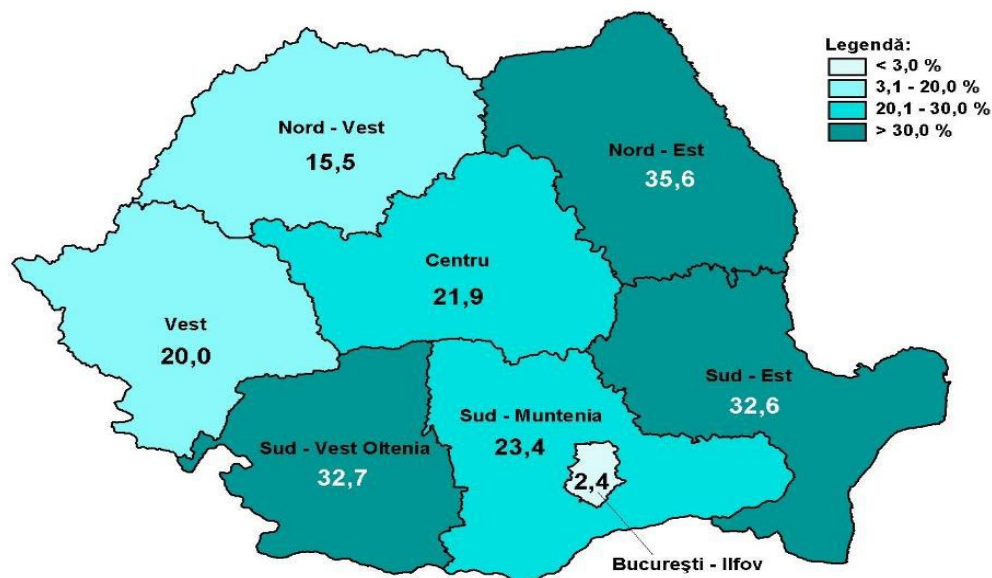 Legendă:
< 3,0 %
3,1 - 20,0 %
20,1 - 30,0 %
> 30,0 %
Nord - Vest
15,5
Nord - Est
35,6
Centru
21,9
Vest
20,0
Sud - Est
32,6
Sud - Muntenia
23,4
Sud - Vest Oltenia
32,7
2,4
Bucureşti - Ilfov